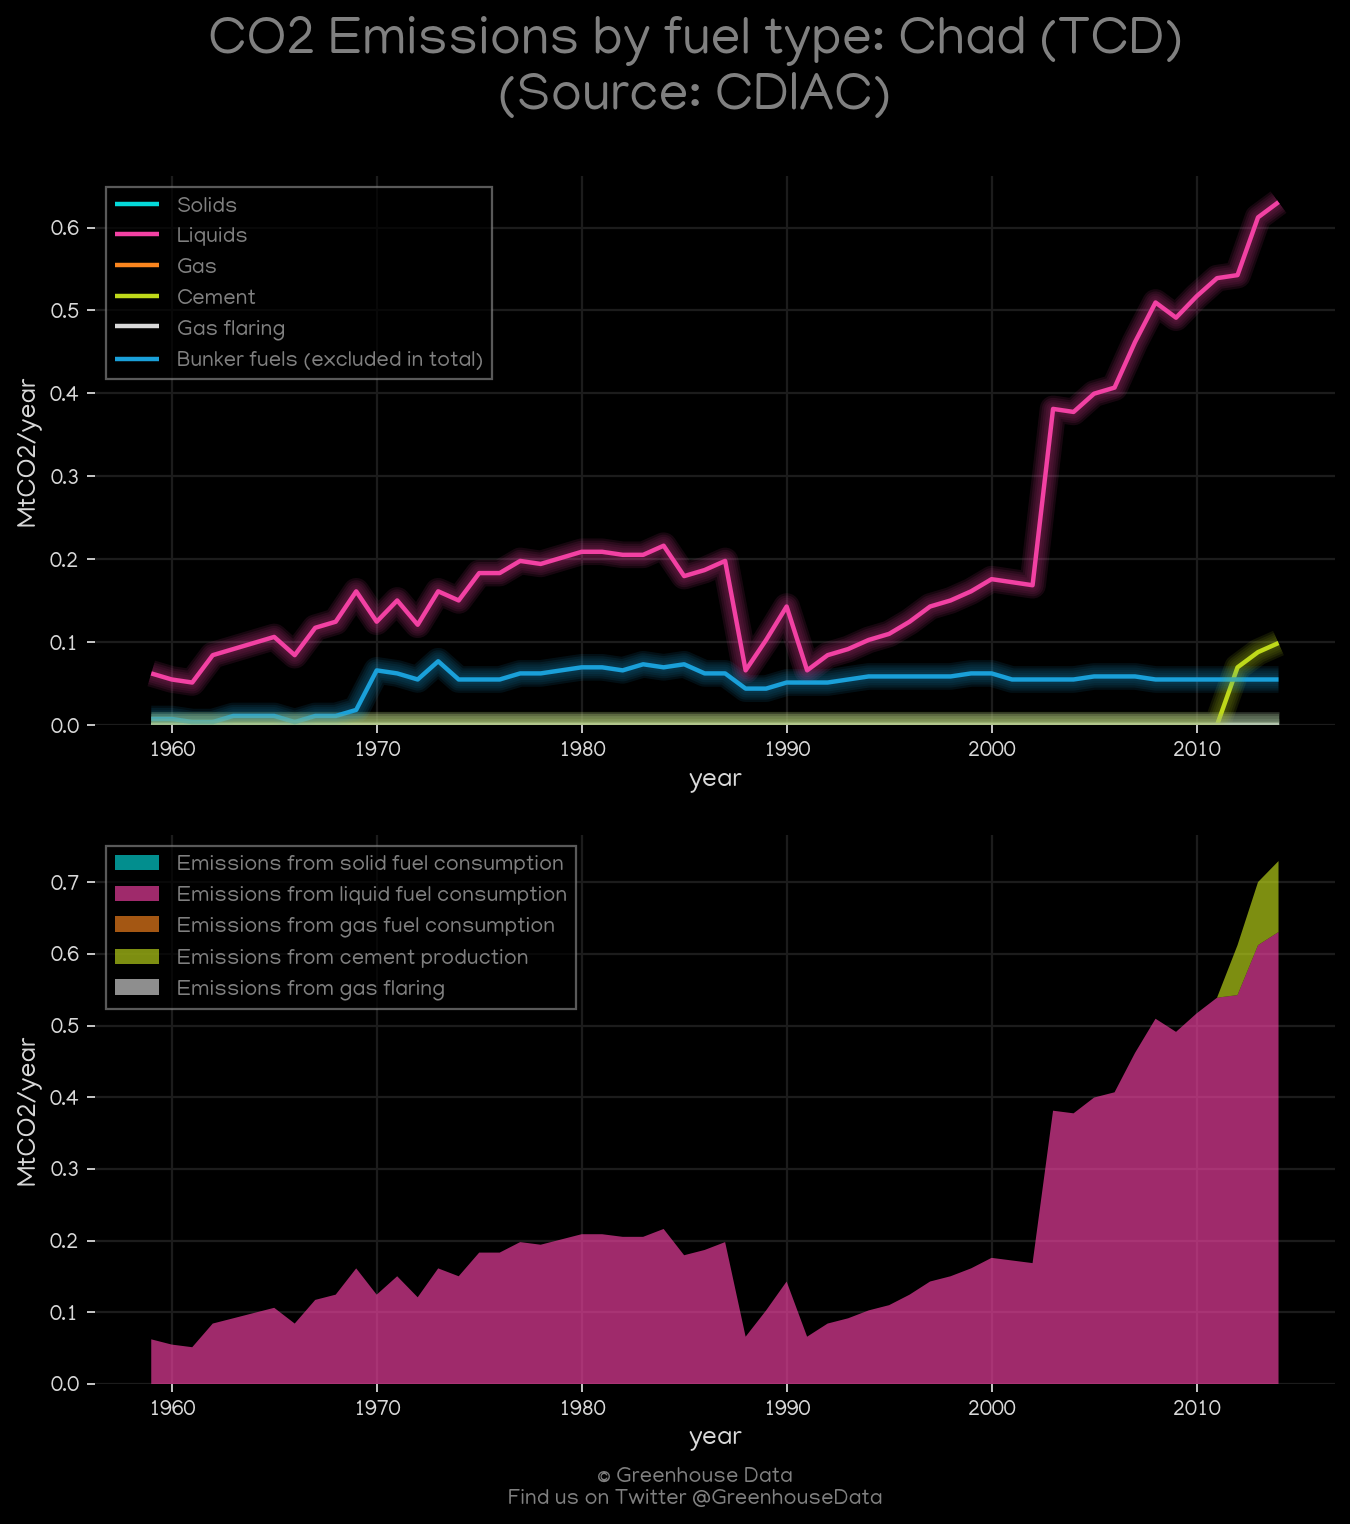 CO2 Emissions by fuel type: Chad (TCD)
(Source: CDIAC)
Solids
Liquids
Gas
Cement
Gas flaring
Bunker fuels (excluded in total)
MtCO2/year
0.6
0.5
0.4
0.3
0.2
0.1
0.0
1960 1970 1980 1990 2000 2010
year
Emissions from solid fuel consumption
Emissions from liquid fuel consumption
Emissions from gas fuel consumption
Emissions from cement production
Emissions from gas flaring
MtCO2/year
0.7
0.6
0.5
0.4
0.3
0.2
0.1
0.0
1960 1970 1980 1990 2000 2010
year
© Greenhouse Data
Find us on Twitter @GreenhouseData